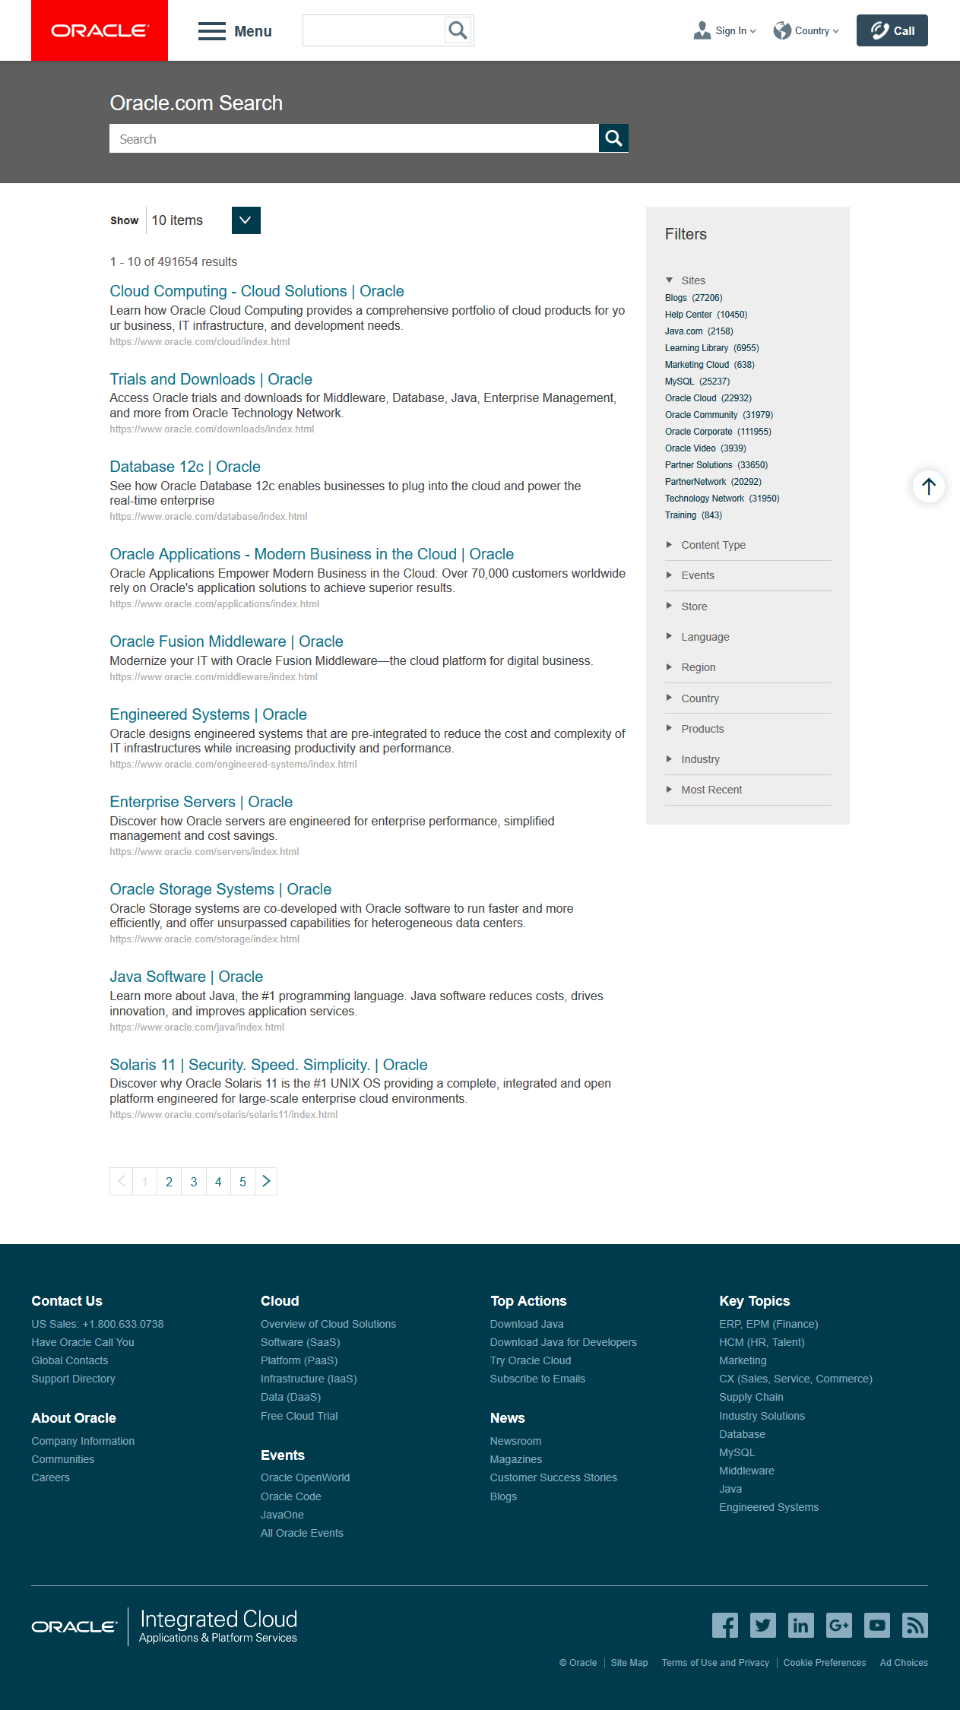 ORACLE
Menu
Sign In
Country
Call
Oracle.com Search
Search
Show 10 items
1 - 10 of 491654 results
Cloud Computing - Cloud Solutions | Oracle
Learn how Oracle Cloud Computing provides a comprehensive portfolio of cloud products for yo
ur business, IT infrastructure, and development needs.
https://www.oracle.com/cloud/index.html
Trials and Downloads | Oracle
Access Oracle trials and downloads for Middleware, Database, Java, Enterprise Management,
and more from Oracle Technology Network.
https://www.oracle.com/downloads/index.html
Database 12c | Oracle
See how Oracle Database 12c enables businesses to plug into the cloud and power the
real-time enterprise
https://www.oracle.com/database/index.html
Oracle Applications - Modern Business in the Cloud | Oracle
Oracle Applications Empower Modern Business in the Cloud: Over 70,000 customers worldwide
rely on Oracle's application solutions to achieve superior results.
https://www.oracle.com/applications/index.html
Oracle Fusion Middleware | Oracle
Modernize your IT with Oracle Fusion Middleware—the cloud platform for digital business.
https://www.oracle.com/middleware/index.html
Engineered Systems | Oracle
Oracle designs engineered systems that are pre-integrated to reduce the cost and complexity of
IT infrastructures while increasing productivity and performance.
https://www.oracle.com/engineered-systems/index.html
Enterprise Servers | Oracle
Discover how Oracle servers are engineered for enterprise performance, simplified
management and cost savings.
https://www.oracle.com/servers/index.html
Oracle Storage Systems | Oracle
Oracle Storage systems are co-developed with Oracle software to run faster and more
efficiently, and offer unsurpassed capabilities for heterogeneous data centers.
https://www.oracle.com/storage/index.html
Java Software | Oracle
Learn more about Java, the #1 programming language. Java software reduces costs, drives
innovation, and improves application services.
https://www.oracle.com/java/index.html
Solaris 11 | Security. Speed. Simplicity. | Oracle
Discover why Oracle Solaris 11 is the #1 UNIX OS providing a complete, integrated and open
platform engineered for large-scale enterprise cloud environments.
https://www.oracle.com/solaris/solaris11/index.html
1 2 3 4 5
Filters
Sites
Blogs (27206)
Help Center (10450)
Java.com (2158)
Learning Library (6955)
Marketing Cloud (638)
MySQL (25237)
Oracle Cloud (22932)
Oracle Community (31979)
Oracle Corporate (111955)
Oracle Video (3939)
Partner Solutions (33650)
PartnerNetwork (20292)
Technology Network (31950)
Training (843)
Content Type
Events
Store
Language
Region
Country
Products
Industry
Most Recent
Contact Us
US Sales: +1.800.633.0738
Have Oracle Call You
Global Contacts
Support Directory
About Oracle
Company Information
Communities
Careers
Cloud
Overview of Cloud Solutions
Software (SaaS)
Platform (PaaS)
Infrastructure (IaaS)
Data (DaaS)
Free Cloud Trial
Events
Oracle OpenWorld
Oracle Code
JavaOne
All Oracle Events
Top Actions
Download Java
Download Java for Developers
Try Oracle Cloud
Subscribe to Emails
News
Newsroom
Magazines
Customer Success Stories
Blogs
Key Topics
ERP, EPM (Finance)
HCM (HR, Talent)
Marketing
CX (Sales, Service, Commerce)
Supply Chain
Industry Solutions
Database
MySQL
Middleware
Java
Engineered Systems
ORACLE
Integrated Cloud
Applications & Platform Services
© Oracle | Site Map Terms of Use and Privacy | Cookie Preferences Ad Choices